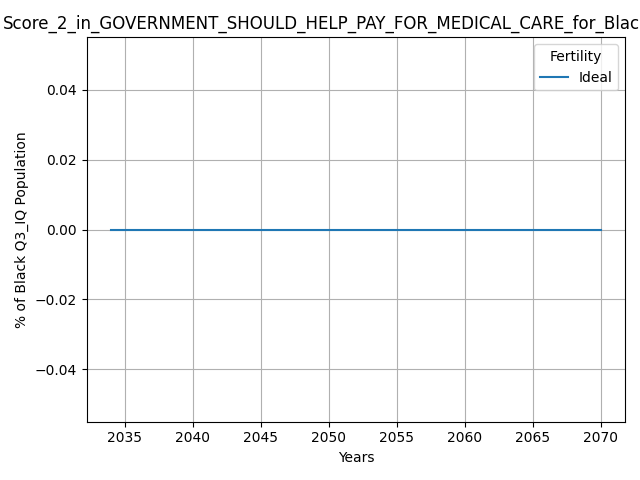 Score_2_in_GOVERNMENT_SHOULD_HELP_PAY_FOR_MEDICAL_CARE_for_Blac
Fertility
Ideal
% of Black Q3_IQ Population
0.04
0.02
0.00
−0.02
−0.04
2035 2040 2045 2050 2055 2060 2065 2070
Years